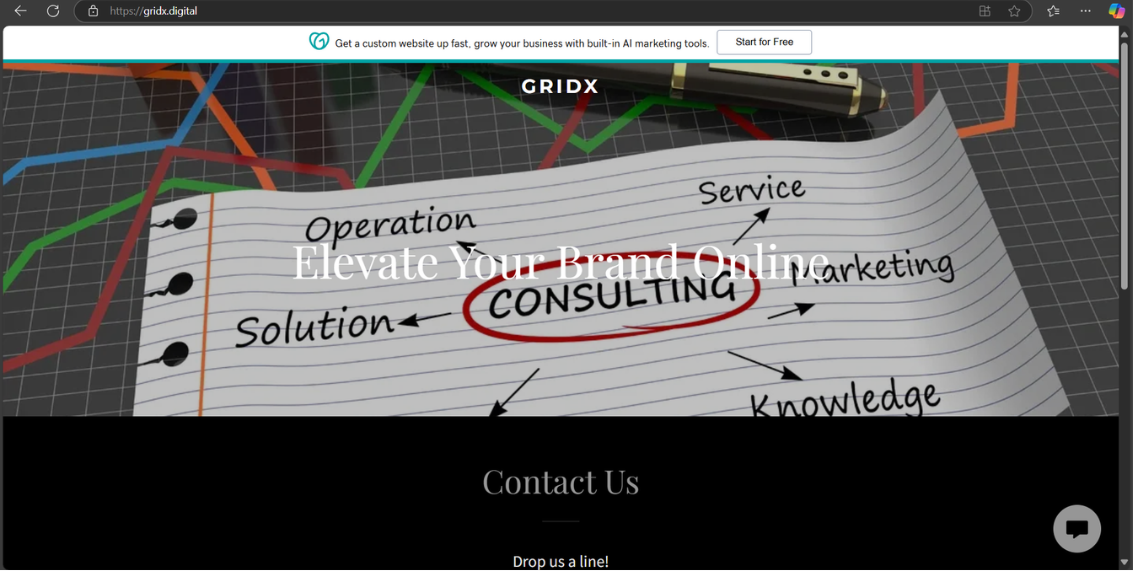 https://gridx.digital
Get a custom website up fast, grow your business with built-in AI marketing tools.
Start for Free
GRIDX
Service
Operation
Elevate Your Brand Online
Marketing
CONSULTING
Solution
Knowledge
Contact Us
Drop us a line!